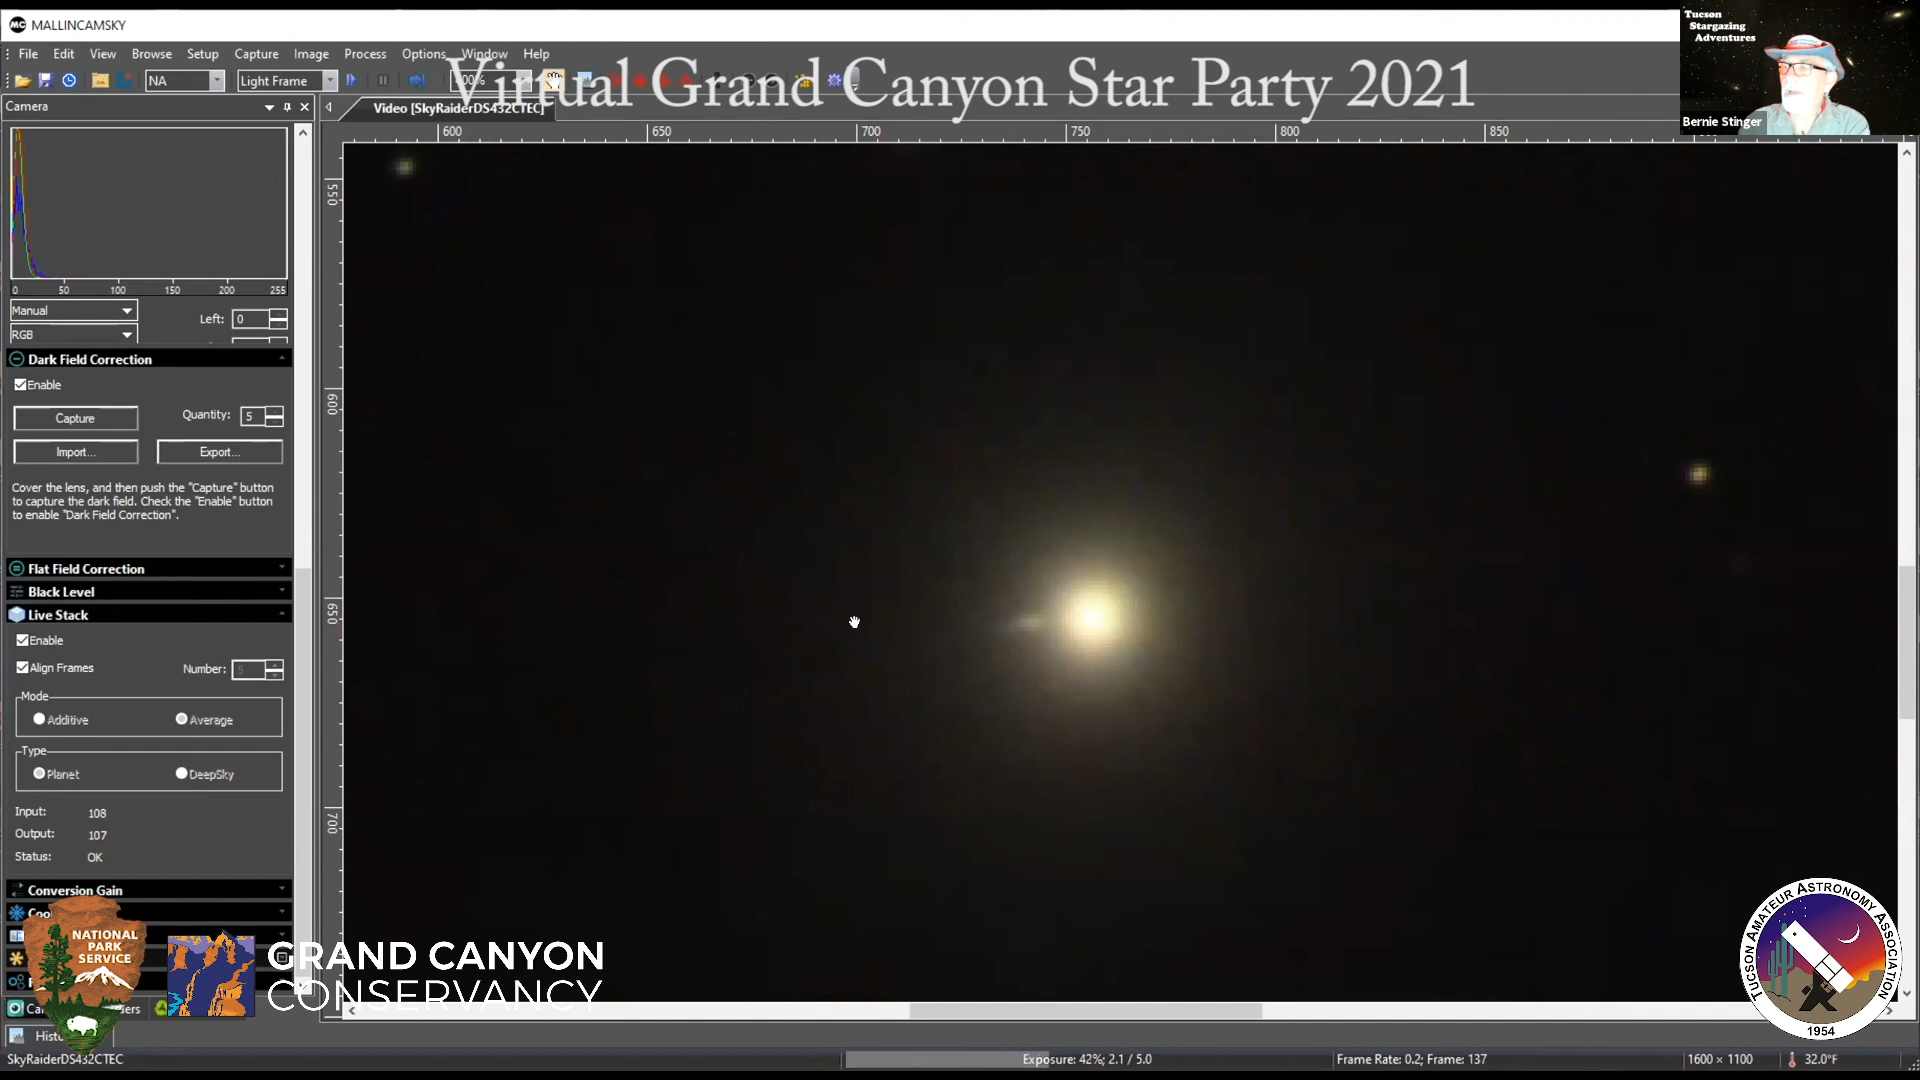 MALLINCAMSKY
File Edit View Browse Setup Capture Image Process Options Window Help
NA Light Frame
Virtual Grand Canyon Star Party 2021
Tucson
Stargazing
Adventures
Bernie Stinger
Camera
Video [SkyRaiderDS432CTEC]
600 650 700 750 800 850
550
600
650
700
0 50 100 150 200 255
Manual
Left: 0
RGB
Dark Field Correction
Enable
Capture Quantity: 5
Import... Export...
Cover the lens, and then push the "Capture" button
to capture the dark field. Check the "Enable" button
to enable "Dark Field Correction".
Flat Field Correction
Black Level
Live Stack
Enable
Align Frames Number: 5
Mode
Additive Average
Type
Planet DeepSky
Input: 108
Output: 107
Status: OK
Conversion Gain
NATIONAL
PARK
SERVICE
GRAND CANYON
CONSERVANCY
TUCSON AMATEUR ASTRONOMY ASSOCIATION
1954
SkyRaiderDS432CTEC Exposure: 42%; 2.1 / 5.0 Frame Rate: 0.2; Frame: 137 1600 × 1100 32.0°F